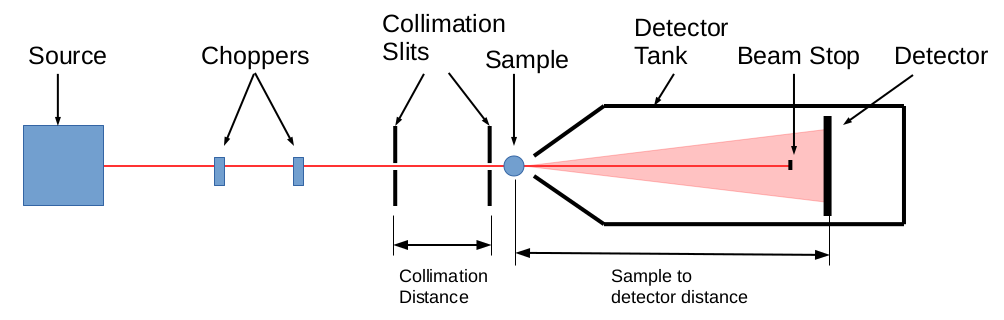 Source
Choppers
Collimation
Slits
Sample
Detector
Tank
Beam Stop
Detector
Collimation
Distance
Sample to
detector distance